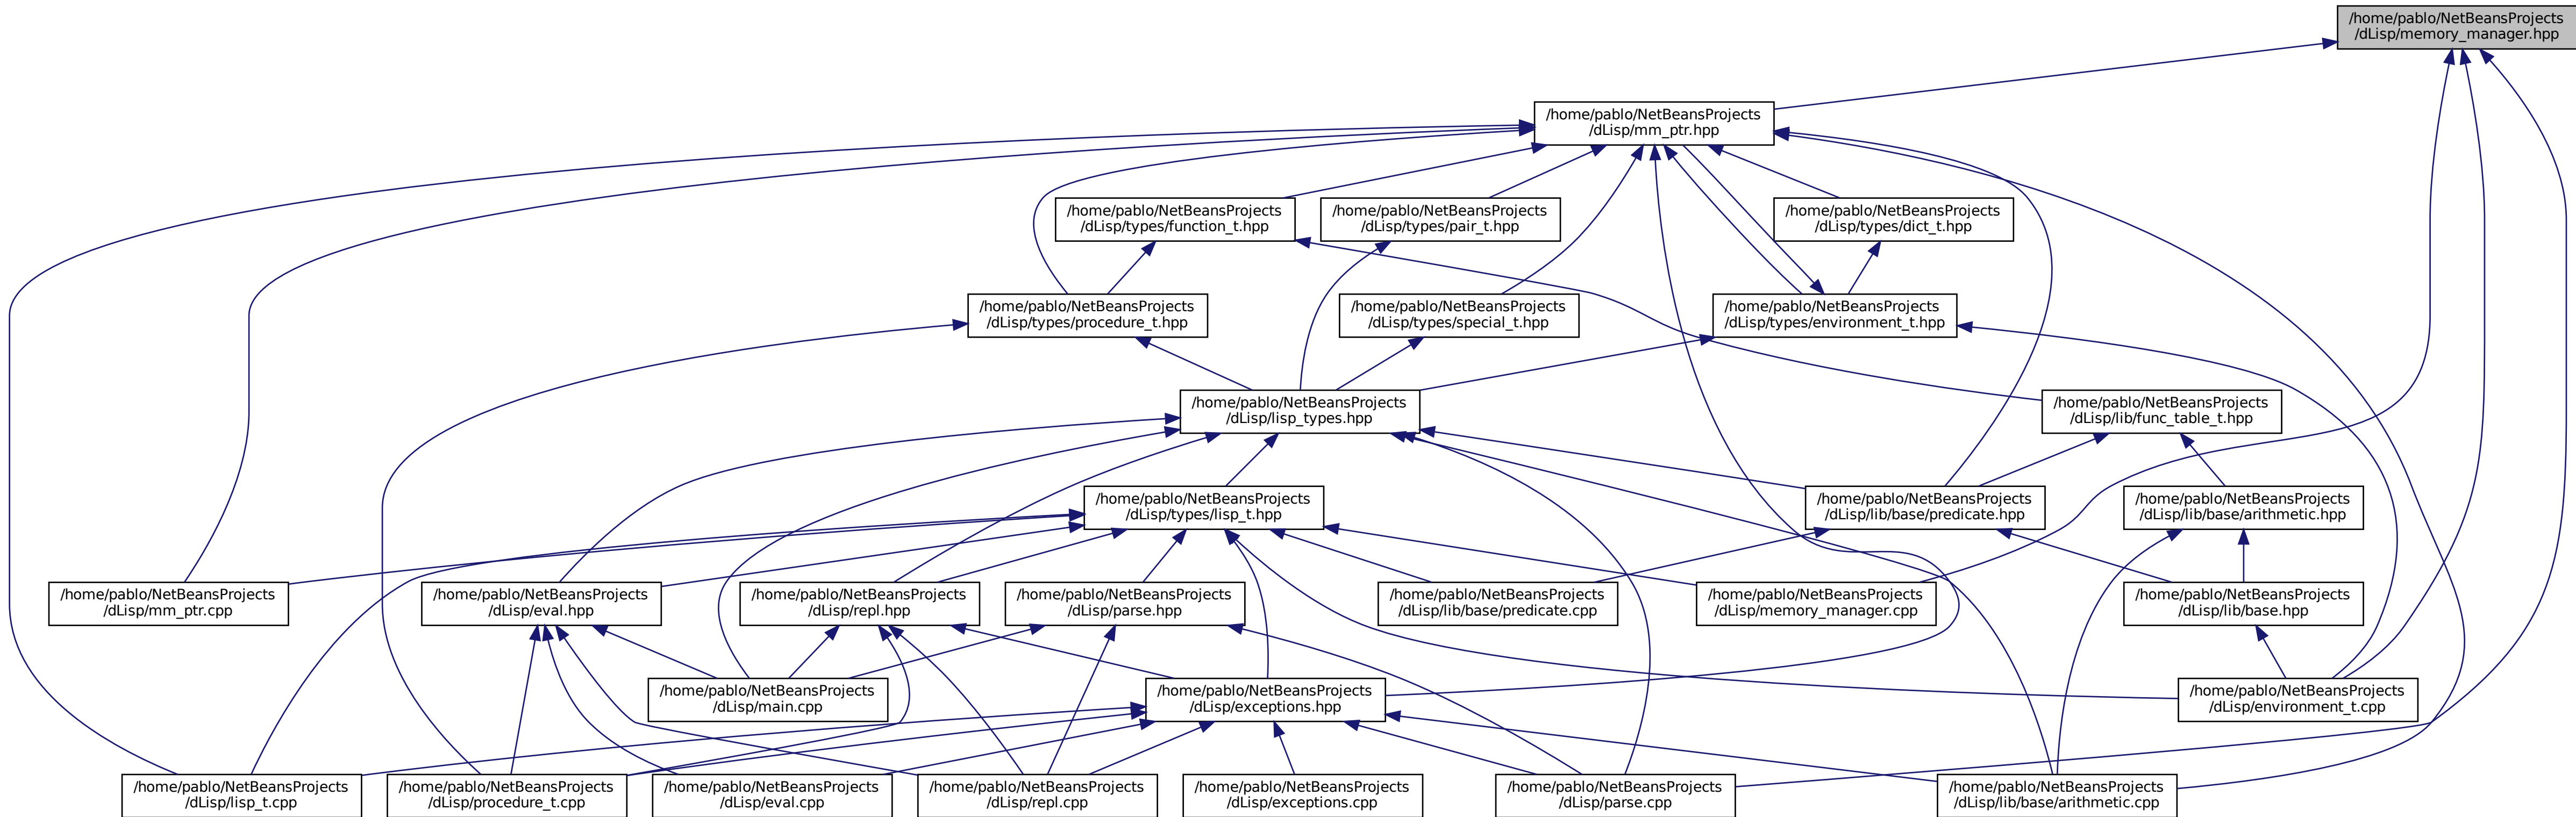 /home/pablo/NetBeansProjects
/dLisp/memory_manager.hpp
/home/pablo/NetBeansProjects
/dLisp/mm_ptr.hpp
/home/pablo/NetBeansProjects
/dLisp/types/function_t.hpp
/home/pablo/NetBeansProjects
/dLisp/types/pair_t.hpp
/home/pablo/NetBeansProjects
/dLisp/types/dict_t.hpp
/home/pablo/NetBeansProjects
/dLisp/types/procedure_t.hpp
/home/pablo/NetBeansProjects
/dLisp/types/special_t.hpp
/home/pablo/NetBeansProjects
/dLisp/types/environment_t.hpp
/home/pablo/NetBeansProjects
/dLisp/lisp_types.hpp
/home/pablo/NetBeansProjects
/dLisp/lib/func_table_t.hpp
/home/pablo/NetBeansProjects
/dLisp/types/lisp_t.hpp
/home/pablo/NetBeansProjects
/dLisp/lib/base/predicate.hpp
/home/pablo/NetBeansProjects
/dLisp/lib/base/arithmetic.hpp
/home/pablo/NetBeansProjects
/dLisp/mm_ptr.cpp
/home/pablo/NetBeansProjects
/dLisp/eval.hpp
/home/pablo/NetBeansProjects
/dLisp/repl.hpp
/home/pablo/NetBeansProjects
/dLisp/parse.hpp
/home/pablo/NetBeansProjects
/dLisp/lib/base/predicate.cpp
/home/pablo/NetBeansProjects
/dLisp/memory_manager.cpp
/home/pablo/NetBeansProjects
/dLisp/lib/base.hpp
/home/pablo/NetBeansProjects
/dLisp/main.cpp
/home/pablo/NetBeansProjects
/dLisp/exceptions.hpp
/home/pablo/NetBeansProjects
/dLisp/environment_t.cpp
/home/pablo/NetBeansProjects
/dLisp/lisp_t.cpp
/home/pablo/NetBeansProjects
/dLisp/procedure_t.cpp
/home/pablo/NetBeansProjects
/dLisp/eval.cpp
/home/pablo/NetBeansProjects
/dLisp/repl.cpp
/home/pablo/NetBeansProjects
/dLisp/exceptions.cpp
/home/pablo/NetBeansProjects
/dLisp/parse.cpp
/home/pablo/NetBeansProjects
/dLisp/lib/base/arithmetic.cpp